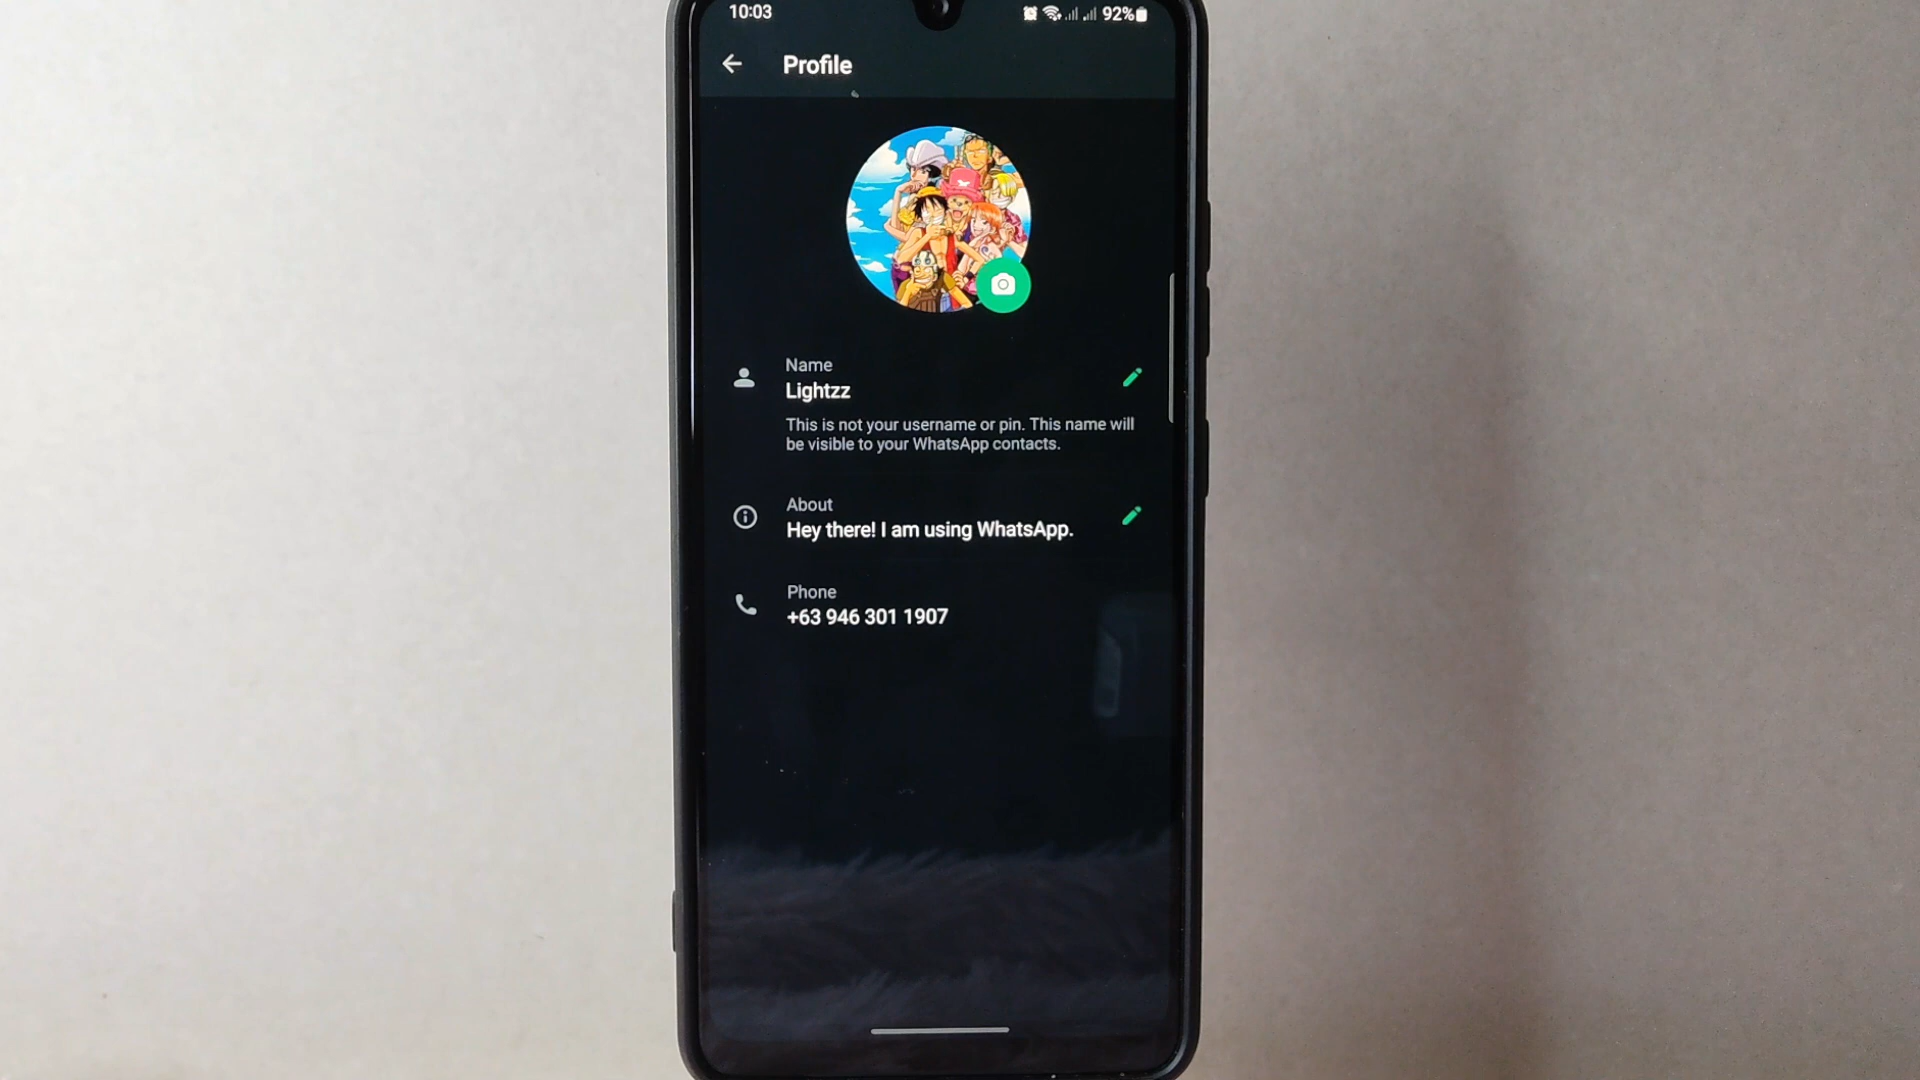 10:03
92%
Profile
Name
Lightzz
This is not your username or pin. This name will
be visible to your WhatsApp contacts.
About
Hey there! I am using WhatsApp.
Phone
+63 946 301 1907